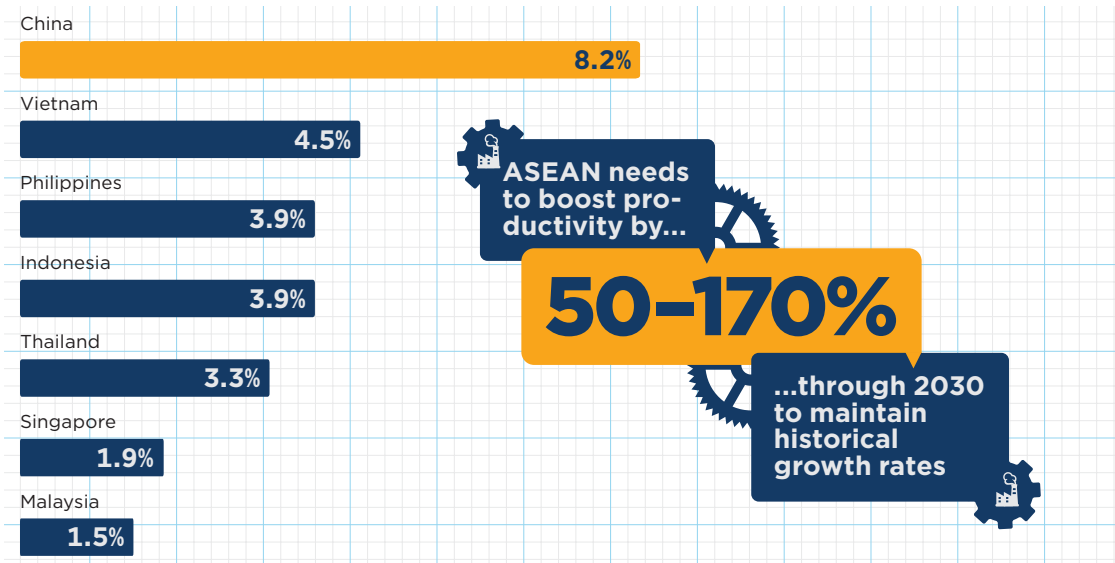 China
8.2%
Vietnam
4.5%
Philippines
3.9%
Indonesia
3.9%
Thailand
3.3%
Singapore
1.9%
Malaysia
1.5%
ASEAN needs
to boost pro-
ductivity by...
50–170%
...through 2030
to maintain
historical
growth rates